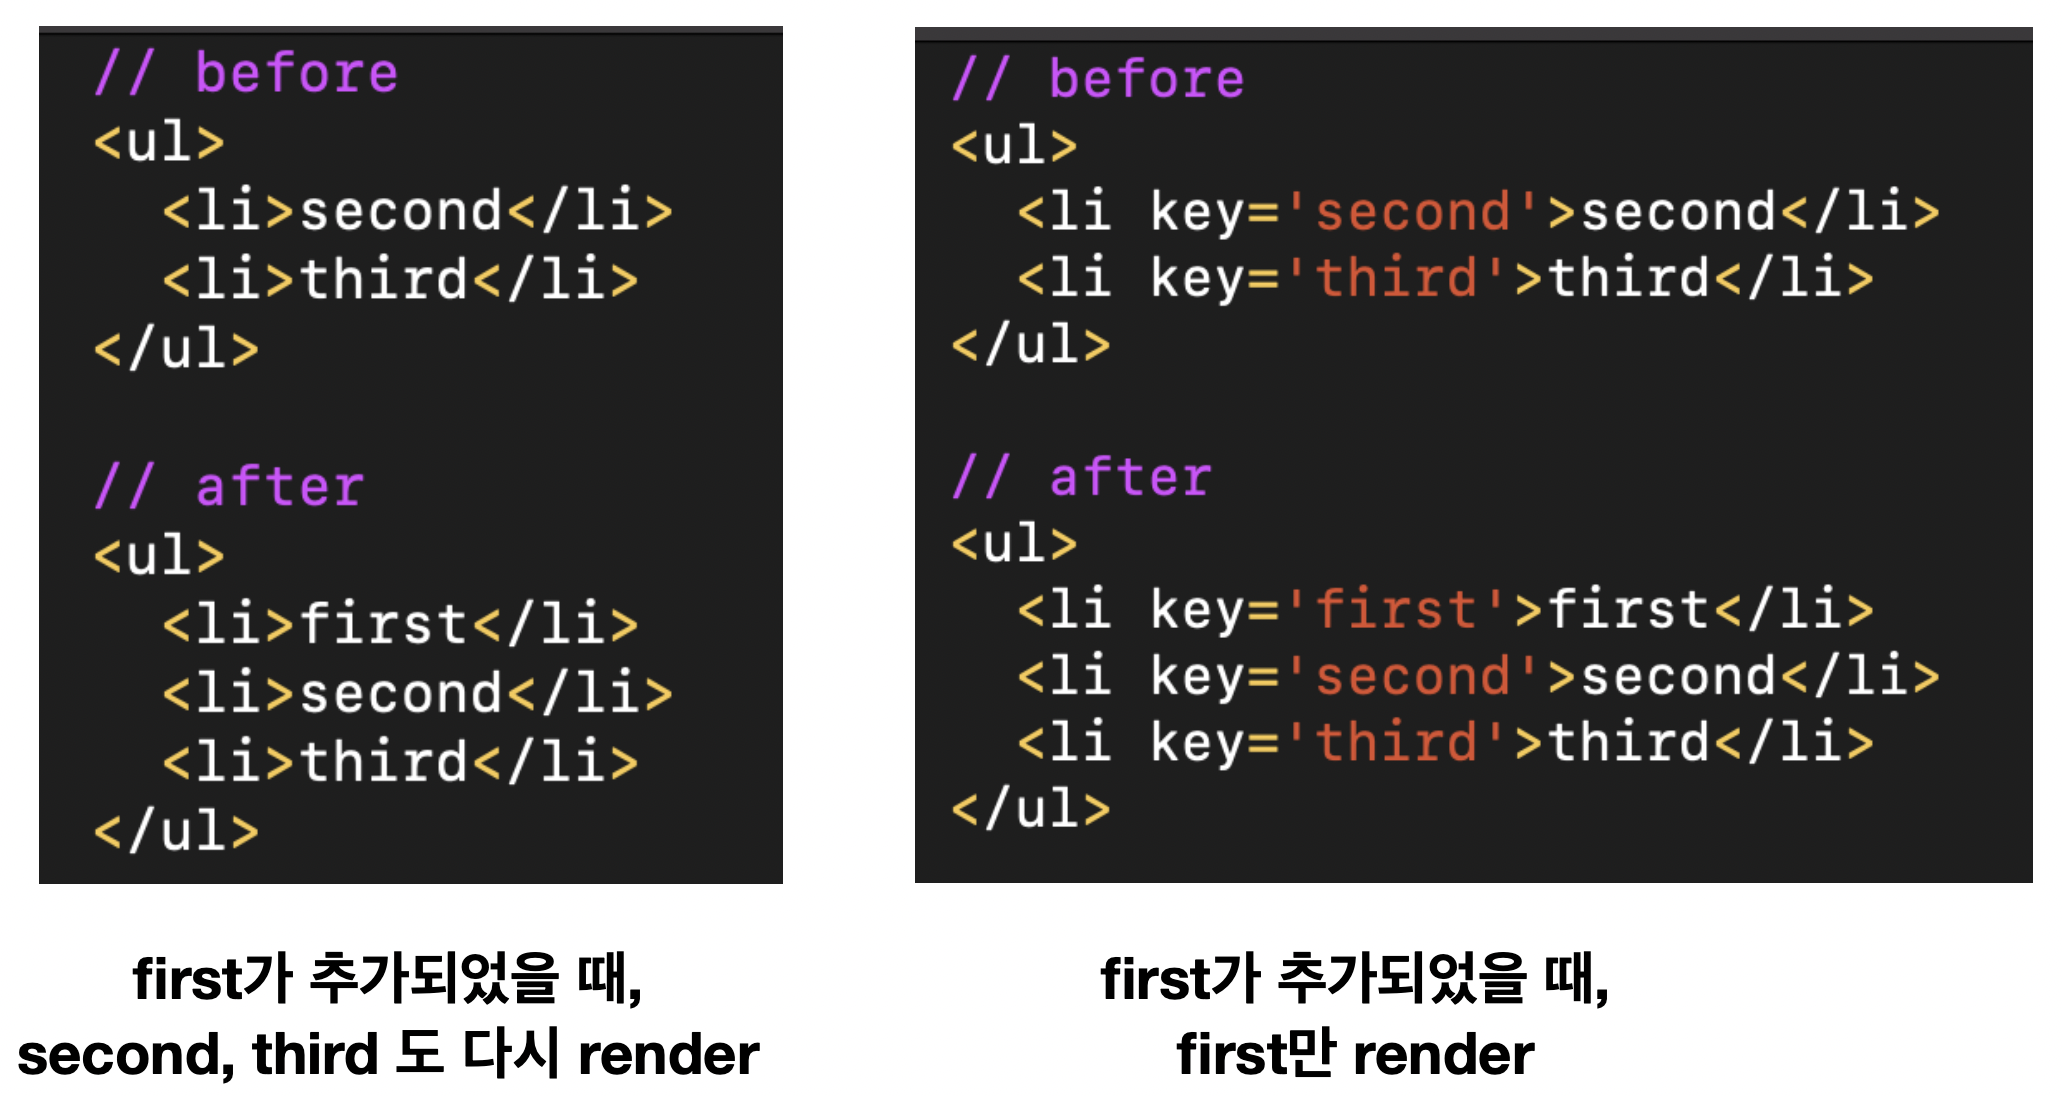 // before
<ul>
  <li>second</li>
  <li>third</li>
</ul>
// after
<ul>
  <li>first</li>
  <li>second</li>
  <li>third</li>
</ul>
first가 추가되었을 때,
second, third 도 다시 render
// before
<ul>
  <li key='second'>second</li>
  <li key='third'>third</li>
</ul>
// after
<ul>
  <li key='first'>first</li>
  <li key='second'>second</li>
  <li key='third'>third</li>
</ul>
first가 추가되었을 때,
first만 render